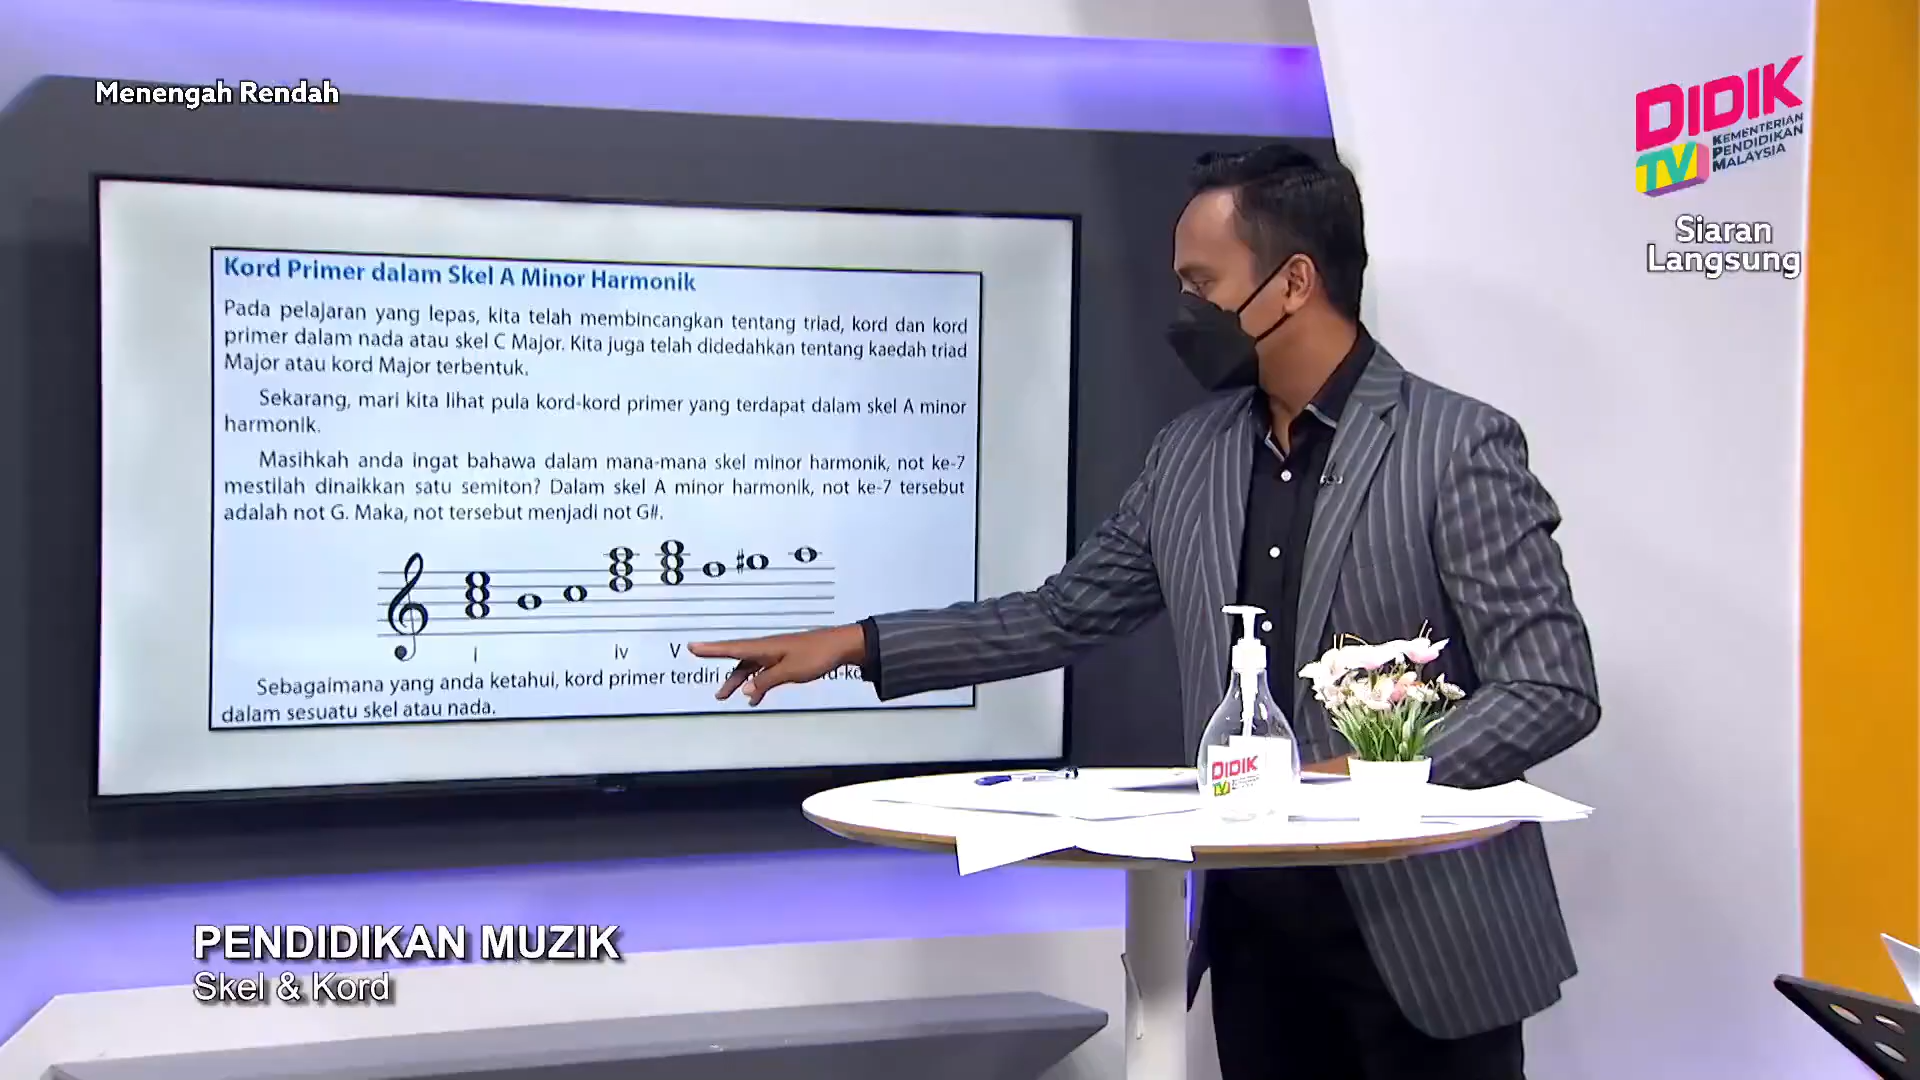 Menengah Rendah
DIDIK
TV
KEMENTERIAN
PENDIDIKAN
MALAYSIA
Siaran
Langsung
Kord Primer dalam Skel A Minor Harmonik
Pada pelajaran yang lepas, kita telah membincangkan tentang triad, kord dan kord
primer dalam nada atau skel C Major. Kita juga telah didedahkan tentang kaedah triad
Major atau kord Major terbentuk.
Sekarang, mari kita lihat pula kord-kord primer yang terdapat dalam skel A minor
harmonik.
Masihkah anda ingat bahawa dalam mana-mana skel minor harmonik, not ke-7
mestilah dinaikkan satu semiton? Dalam skel A minor harmonik, not ke-7 tersebut
adalah not G. Maka, not tersebut menjadi not G#.
i iv V
Sebagaimana yang anda ketahui, kord primer terdiri
dalam sesuatu skel atau nada.
DIDIK
TV
PENDIDIKAN MUZIK
Skel & Kord